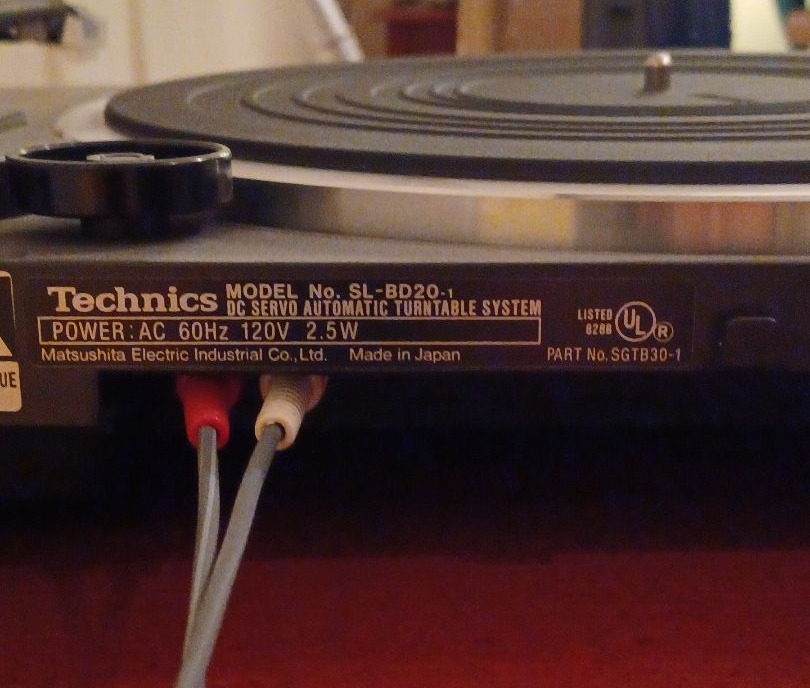 Technics MODEL No. SL-BD20-1
DC SERVO AUTOMATIC TURNTABLE SYSTEM
POWER: AC 60Hz 120V 2.5W
Matsushita Electric Industrial Co., Ltd. Made in Japan
LISTED
UL ®
PART No. SGTB30-1
UE